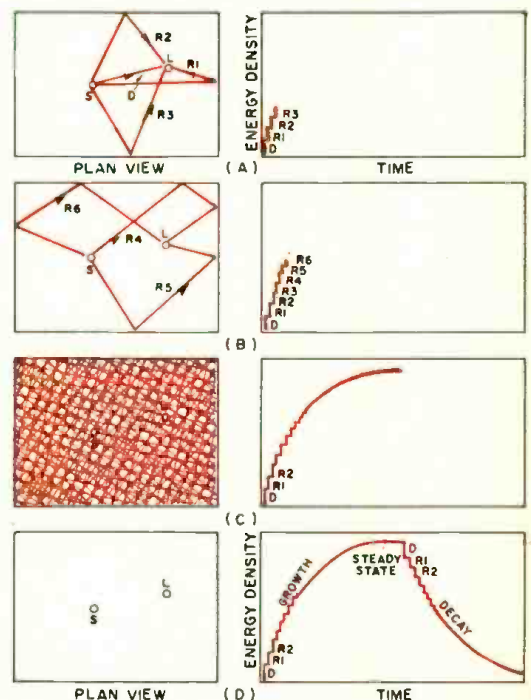 R2
L
R1
S
D
R3
PLAN VIEW
(A)
ENERGY DENSITY
R3
R2
R1
D
TIME
R6
L
R4
S
R5
(B)
R6
R5
R4
R3
R2
R1
D
(C)
R2
R1
D
L
S
PLAN VIEW
(D)
ENERGY DENSITY
GROWTH
STEADY STATE
D
R1
R2
DECAY
R2
R1
D
TIME